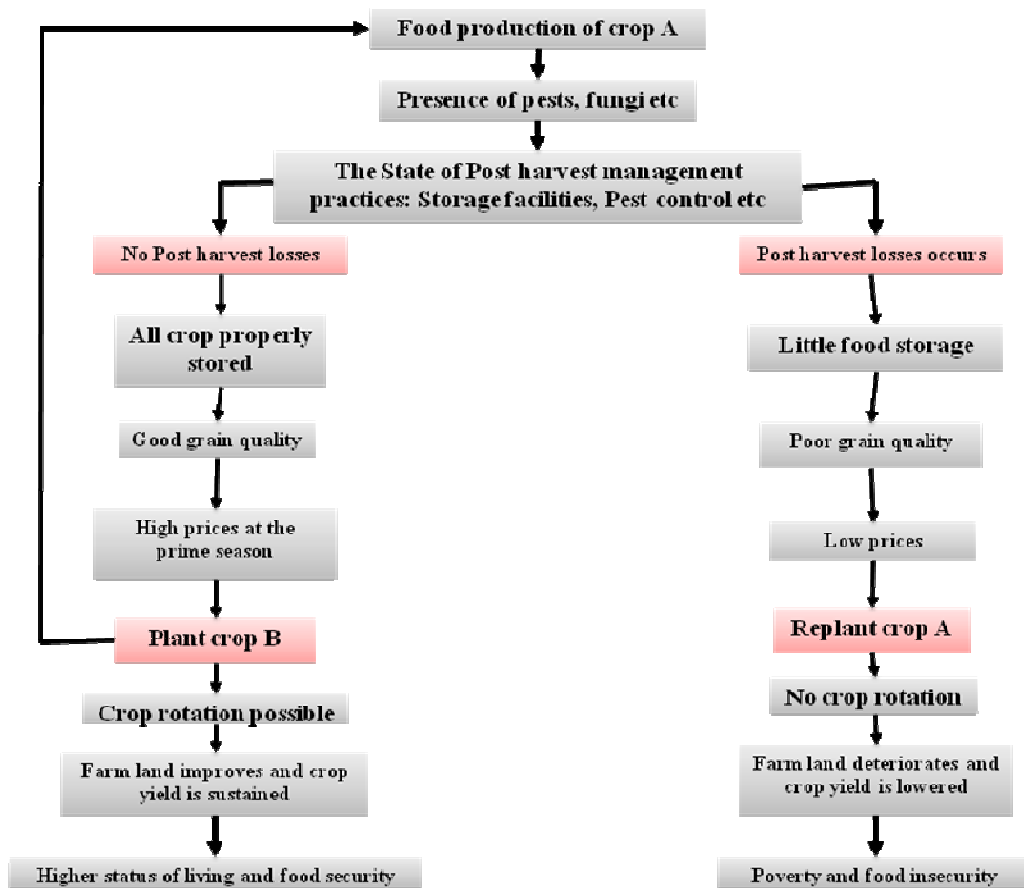 Food production of crop A
Presence of pests, fungi etc
The State of Post harvest management
practices: Storage facilities, Pest control etc
No Post harvest losses
All crop properly
stored
Good grain quality
High prices at the
prime season
Plant crop B
Crop rotation possible
Farm land improves and crop
yield is sustained
Higher status of living and food security
Post harvest losses occurs
Little food storage
Poor grain quality
Low prices
Replant crop A
No crop rotation
Farm land deteriorates and
crop yield is lowered
Poverty and food insecurity